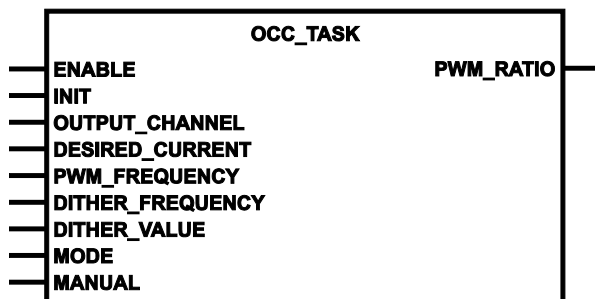 OCC_TASK
ENABLE PWM_RATIO
INIT
OUTPUT_CHANNEL
DESIRED_CURRENT
PWM_FREQUENCY
DITHER_FREQUENCY
DITHER_VALUE
MODE
MANUAL